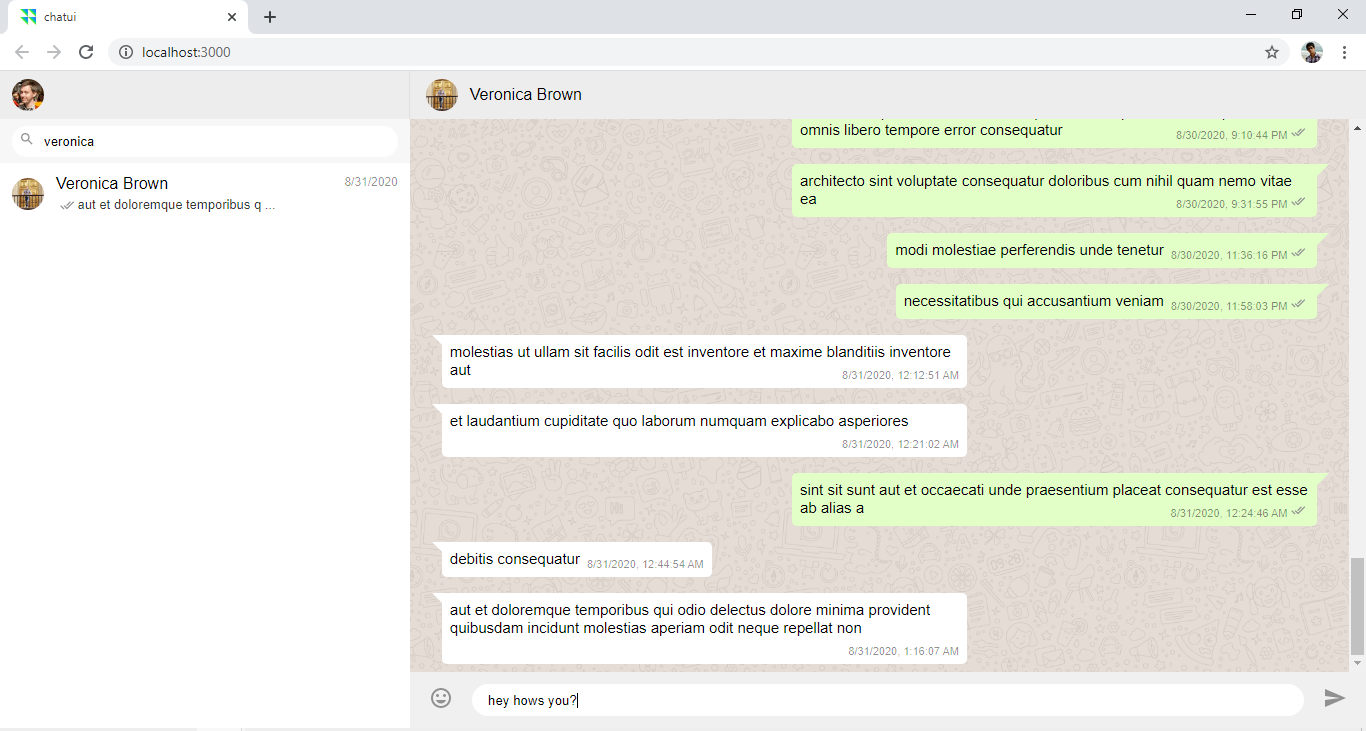 chatui
localhost:3000
Veronica Brown
veronica
Veronica Brown 8/31/2020
aut et doloremque temporibus q ...
omnis libero tempore error consequatur 8/30/2020, 9:10:44 PM
architecto sint voluptate consequatur doloribus cum nihil quam nemo vitae
ea 8/30/2020, 9:31:55 PM
modi molestiae perferendis unde tenetur 8/30/2020, 11:36:16 PM
necessitatibus qui accusantium veniam 8/30/2020, 11:58:03 PM
molestias ut ullam sit facilis odit est inventore et maxime blanditiis inventore
aut 8/31/2020, 12:12:51 AM
et laudantium cupiditate quo laborum numquam explicabo asperiores
8/31/2020, 12:21:02 AM
sint sit sunt aut et occaecati unde praesentium placeat consequatur est esse
ab alias a 8/31/2020, 12:24:46 AM
debitis consequatur 8/31/2020, 12:44:54 AM
aut et doloremque temporibus qui odio delectus dolore minima provident
quibusdam incidunt molestias aperiam odit neque repellat non
8/31/2020, 1:16:07 AM
hey hows you?